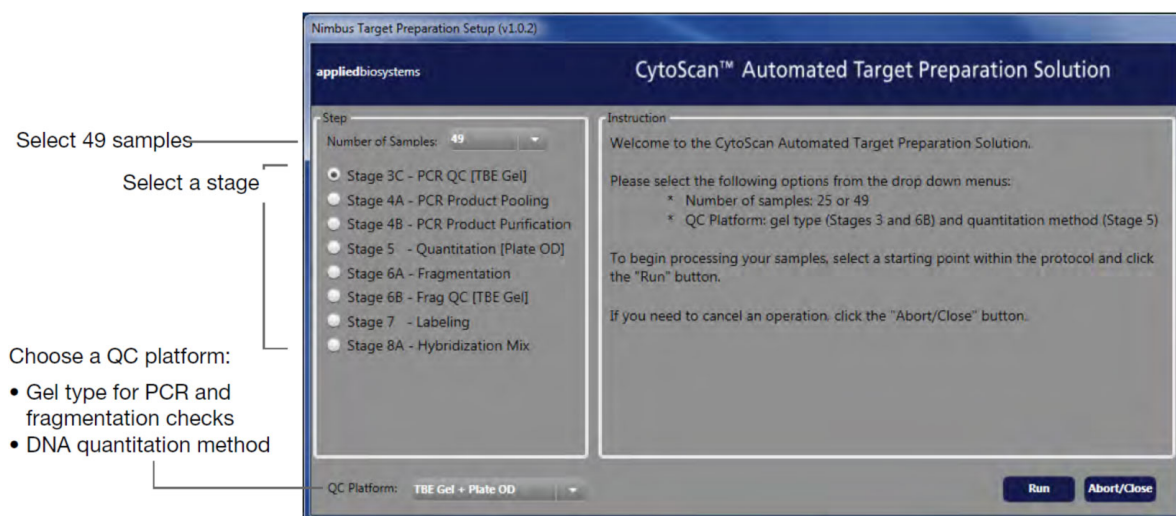 Nimbus Target Preparation Setup (v1.0.2)
appliedbiosystems
CytoScan™ Automated Target Preparation Solution
Select 49 samples
Select a stage
Choose a QC platform:
• Gel type for PCR and
fragmentation checks
• DNA quantitation method
Step
Number of Samples: 49
Stage 3C - PCR QC [TBE Gel]
Stage 4A - PCR Product Pooling
Stage 4B - PCR Product Purification
Stage 5 - Quantitation [Plate OD]
Stage 6A - Fragmentation
Stage 6B - Frag QC [TBE Gel]
Stage 7 - Labeling
Stage 8A - Hybridization Mix
Instruction
Welcome to the CytoScan Automated Target Preparation Solution.
Please select the following options from the drop down menus:
* Number of samples: 25 or 49
* QC Platform: gel type (Stages 3 and 6B) and quantitation method (Stage 5)
To begin processing your samples, select a starting point within the protocol and click
the "Run" button.
If you need to cancel an operation, click the "Abort/Close" button.
QC Platform: TBE Gel + Plate OD
Run
Abort/Close